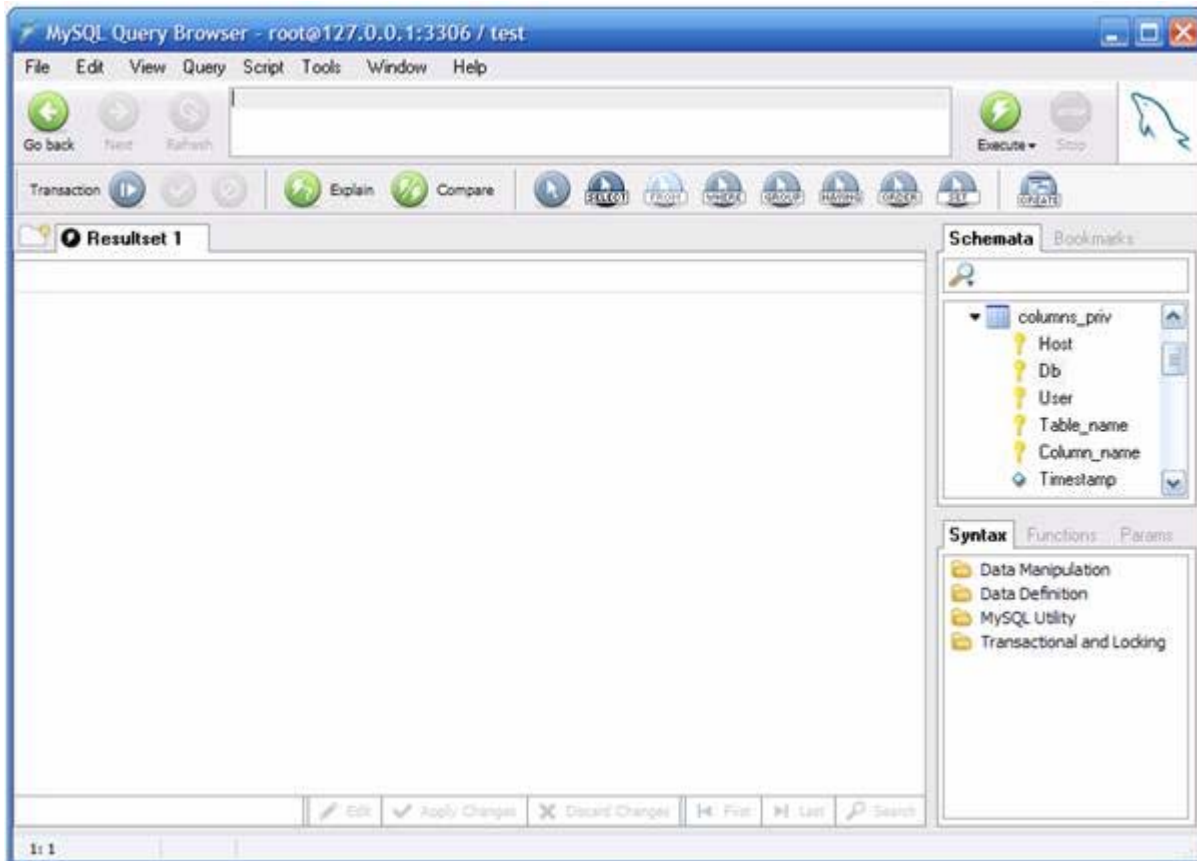 MySQL Query Browser - root@127.0.0.1:3306 / test
File Edit View Query Script Tools Window Help
Go back Next Refresh Execute Stop
Transaction Explain Compare SELECT FROM WHERE GROUP HAVING ORDER SET CREATE
Resultset 1
Schemata Bookmarks
columns_priv
Host
Db
User
Table_name
Column_name
Timestamp
Syntax Functions Params
Data Manipulation
Data Definition
MySQL Utility
Transactional and Locking
Edit Apply Changes Discard Changes First Last Search
1: 1